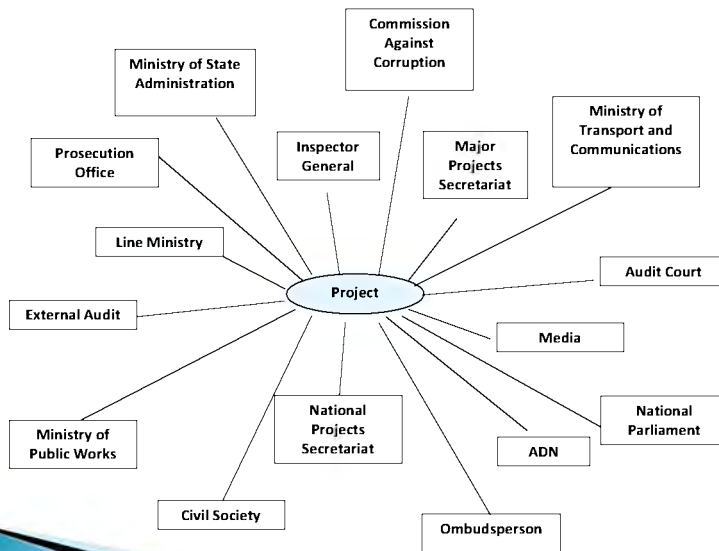 Commission
Against
Corruption
Ministry of State
Administration
Ministry of
Transport and
Communications
Prosecution
Office
Inspector
General
Major
Projects
Secretariat
Line Ministry
Audit Court
Project
External Audit
Media
National
Projects
Secretariat
National
Parliament
Ministry of
Public Works
ADN
Civil Society
Ombudsperson